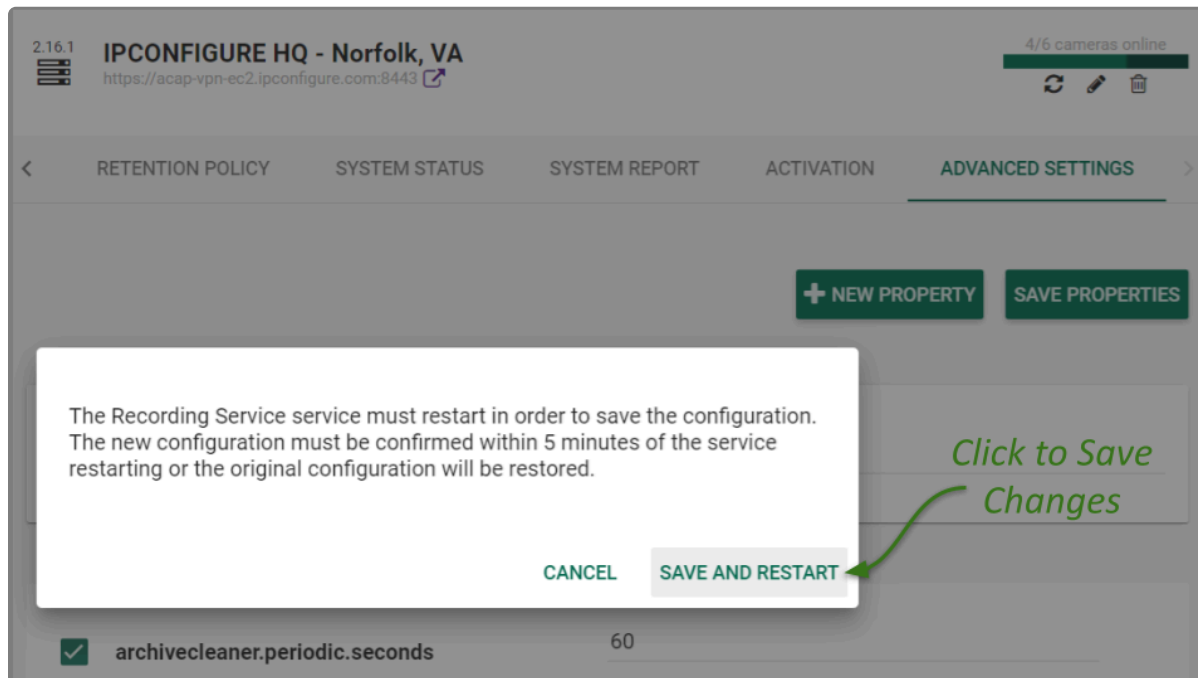 2.16.1
IPCONFIGURE HQ - Norfolk, VA
4/6 cameras online
https://acap-vpn-ec2.ipconfigure.com:8443
RETENTION POLICY SYSTEM STATUS SYSTEM REPORT ACTIVATION ADVANCED SETTINGS
NEW PROPERTY SAVE PROPERTIES
The Recording Service service must restart in order to save the configuration.
The new configuration must be confirmed within 5 minutes of the service
restarting or the original configuration will be restored.
Click to Save
Changes
CANCEL SAVE AND RESTART
archivecleaner.periodic.seconds 60